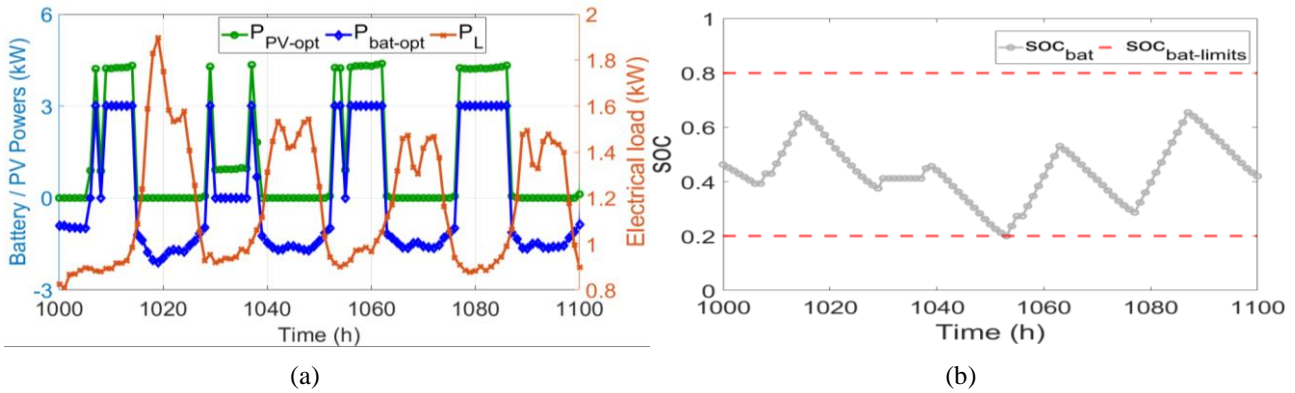 6
3
0
-3
Battery / PV Powers (kW)
P_PV-opt P_bat-opt P_L
2
1.8
1.6
1.4
1.2
1
0.8
Electrical load (kW)
1000 1020 1040 1060 1080 1100
Time (h)
(a)
1
0.8
0.6
0.4
0.2
0
SOC
SOC_bat SOC_bat-limits
1000 1020 1040 1060 1080 1100
Time (h)
(b)